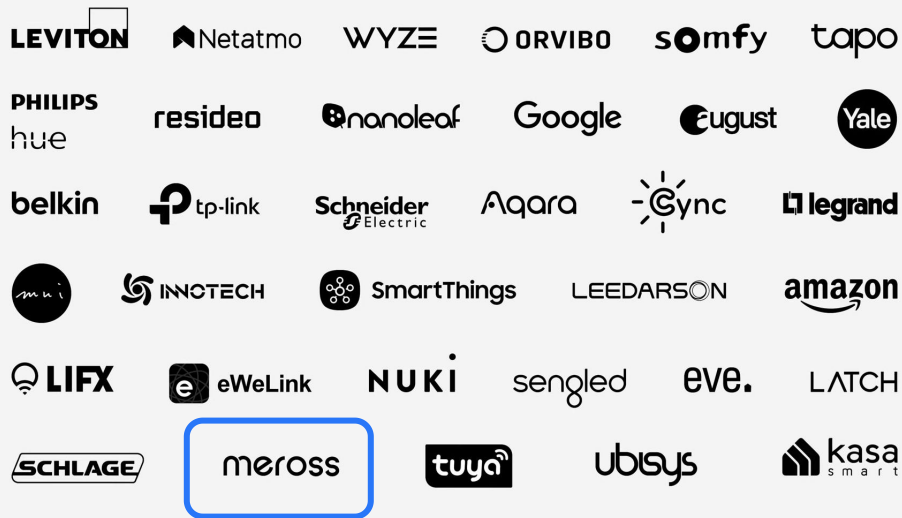 LEVITON Netatmo WYZE ORVIBO somfy tapo
PHILIPS
hue resideo nanoleaf Google august Yale
belkin tp-link Schneider Electric Aqara Cync legrand
mui INNOTECH SmartThings LEEDARSON amazon
LIFX e eWeLink NUKI sengled eve. LATCH
SCHLAGE meross tuya ubisys kasa smart